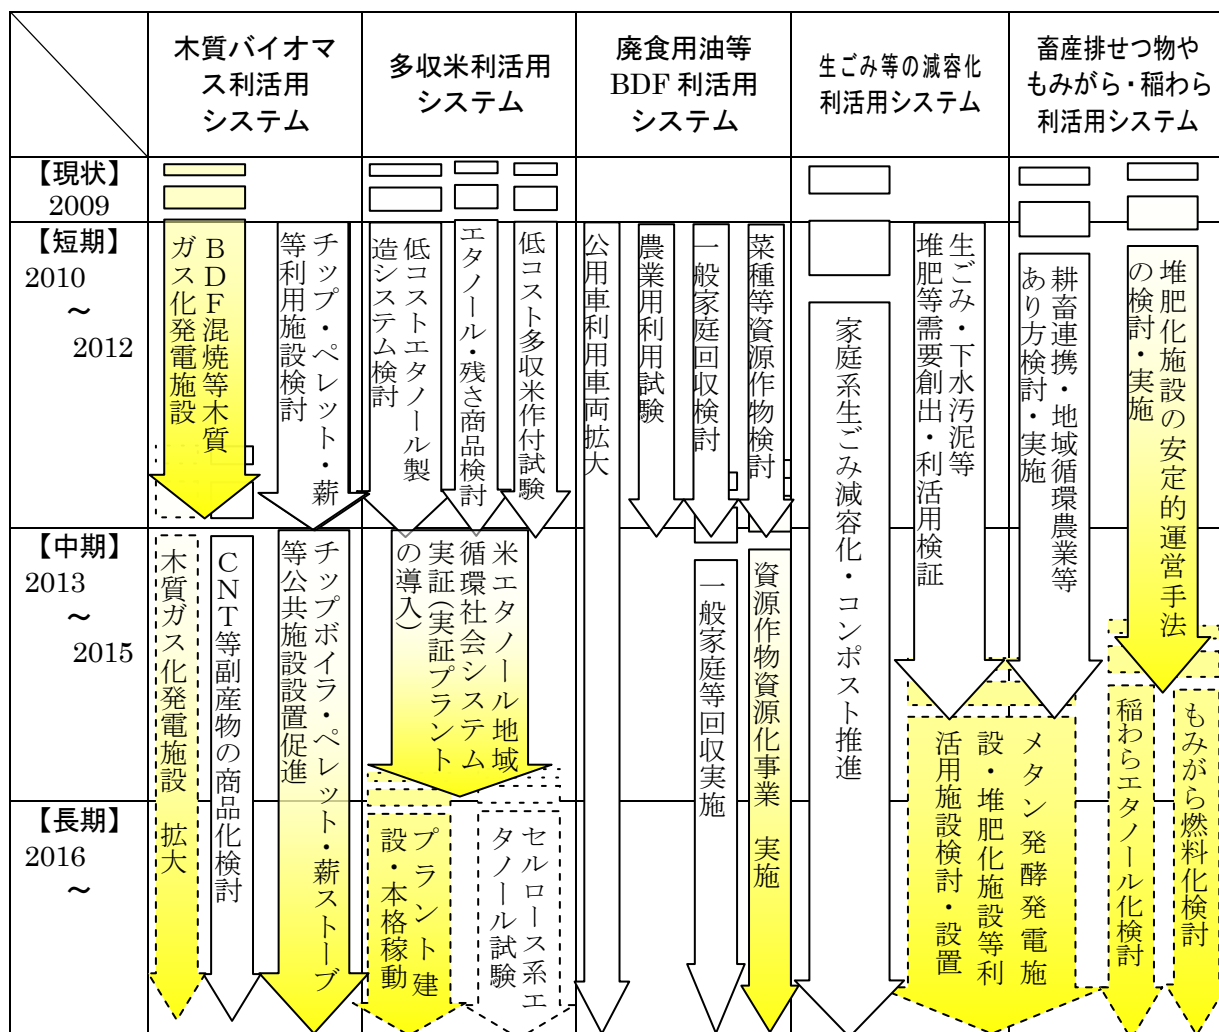 木質バイオマ
ス利活用
システム
多収米利活用
システム
廃食用油等
BDF 利活用
システム
生ごみ等の減容化
利活用システム
畜産排せつ物や
もみがら・稲わら
利活用システム
【現状】
2009
【短期】
2010
～
2012
BDF混焼等木質
ガス化発電施設
チップ・ペレット・薪
等利用施設検討
低コストエタノール製
造システム検討
エタノール・残さ商品検討
低コスト多収米作付試験
公用車利用車両拡大
農業用利用試験
一般家庭回収検討
菜種等資源作物検討
家庭系生ごみ減容化・コンポスト推進
生ごみ・下水汚泥等
堆肥等需要創出・利活用検証
耕畜連携・地域循環農業等
あり方検討・実施
堆肥化施設の安定的運営手法
の検討・実施
【中期】
2013
～
2015
木質ガス化発電施設 拡大
CNT等副産物の商品化検討
チップボイラ・ペレット・薪ストーブ
等公共施設設置促進
米エタノール地域
循環社会システム
実証(実証プラント
の導入)
一般家庭等回収実施
資源作物資源化事業 実施
メタン発酵発電施
設・堆肥化施設等利
活用施設検討・設置
稲わらエタノール化検討
もみがら燃料化検討
【長期】
2016
～
プラント建
設・本格稼動
セルロース系エ
タノール試験